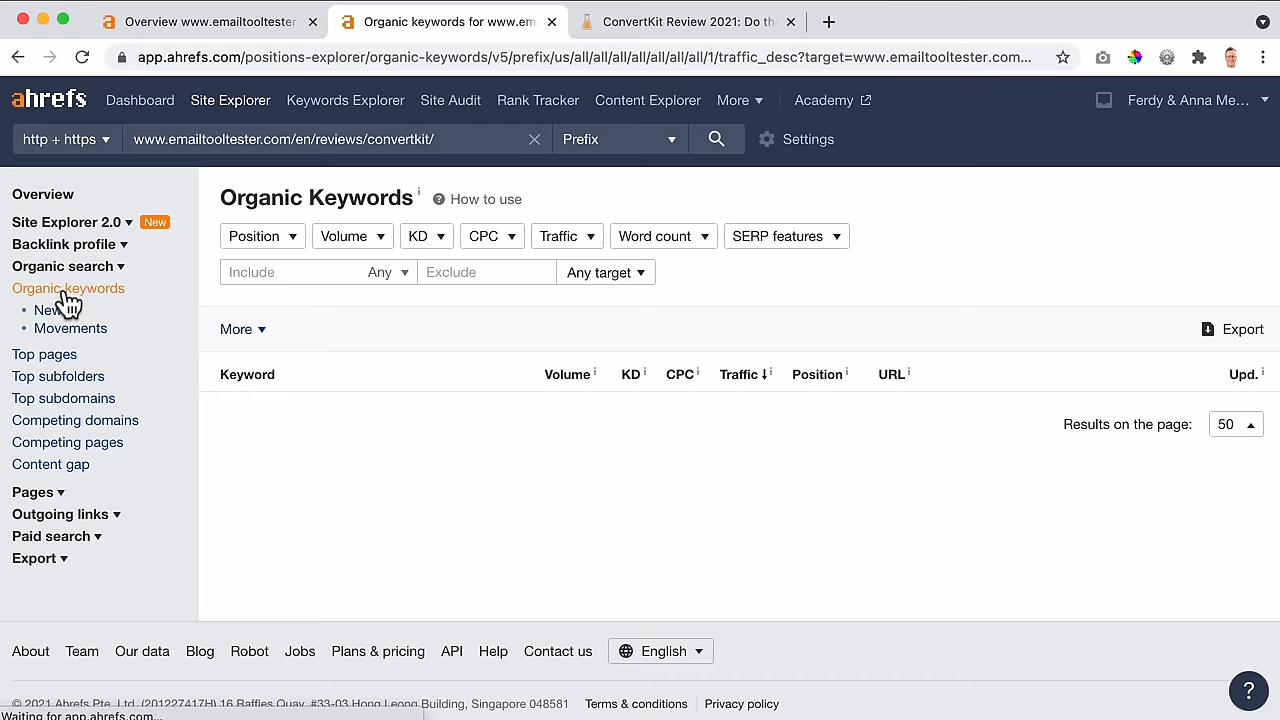 Overview www.emailtooltester
Organic keywords for www.em
ConvertKit Review 2021: Do th
app.ahrefs.com/positions-explorer/organic-keywords/v5/prefix/us/all/all/all/all/all/all/all/1/traffic_desc?target=www.emailtooltester.com...
ahrefs Dashboard Site Explorer Keywords Explorer Site Audit Rank Tracker Content Explorer More Academy Ferdy & Anna Me...
http + https www.emailtooltester.com/en/reviews/convertkit/ Prefix Settings
Overview
Site Explorer 2.0 New
Backlink profile
Organic search
Organic keywords
New
Movements
Top pages
Top subfolders
Top subdomains
Competing domains
Competing pages
Content gap
Pages
Outgoing links
Paid search
Export
Organic Keywords i ? How to use
Position Volume KD CPC Traffic Word count SERP features
Include Any Exclude Any target
More Export
Keyword Volume i KD i CPC i Traffic i Position i URL i Upd. i
Results on the page: 50
About Team Our data Blog Robot Jobs Plans & pricing API Help Contact us English
?
© 2021 Ahrefs Pte. Ltd. (201227417H) 16 Raffles Quay, #33-03 Hong Leong Building, Singapore 048581 Terms & conditions Privacy policy
Waiting for app.ahrefs.com...